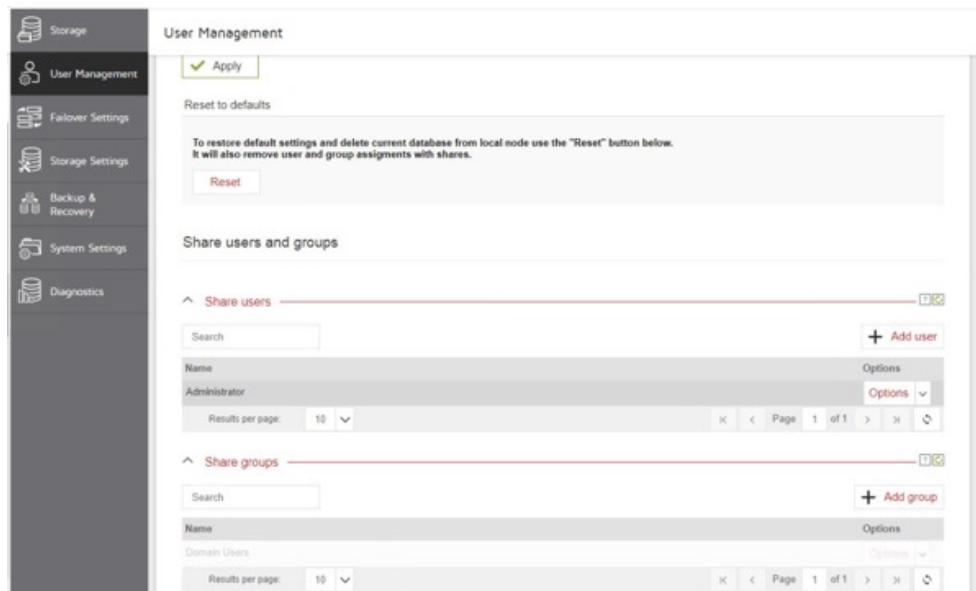 Storage
User Management
Failover Settings
Storage Settings
Backup &
Recovery
System Settings
Diagnostics
User Management
Apply
Reset to defaults
To restore default settings and delete current database from local node use the "Reset" button below.
It will also remove user and group assigments with shares.
Reset
Share users and groups
Share users
?
Search
Add user
Name Options
Administrator Options
Results per page: 10 Page 1 of 1
Share groups
?
Search
Add group
Name Options
Domain Users Options
Results per page: 10 Page 1 of 1